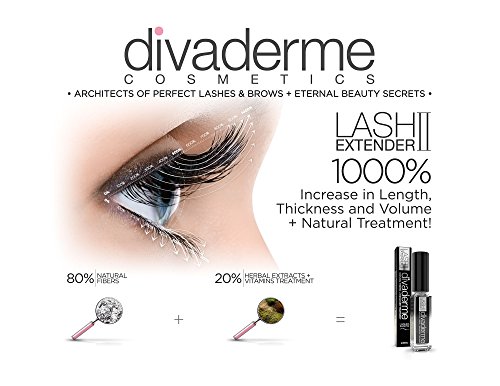 divaderme
COSMETICS
• ARCHITECTS OF PERFECT LASHES & BROWS + ETERNAL BEAUTY SECRETS •
LASH II
EXTENDER
1000%
Increase in Length,
Thickness and Volume
+ Natural Treatment!
80% NATURAL
FIBERS
20% HERBAL EXTRACTS +
VITAMINS TREATMENT
+
=
divaderme
divaderme